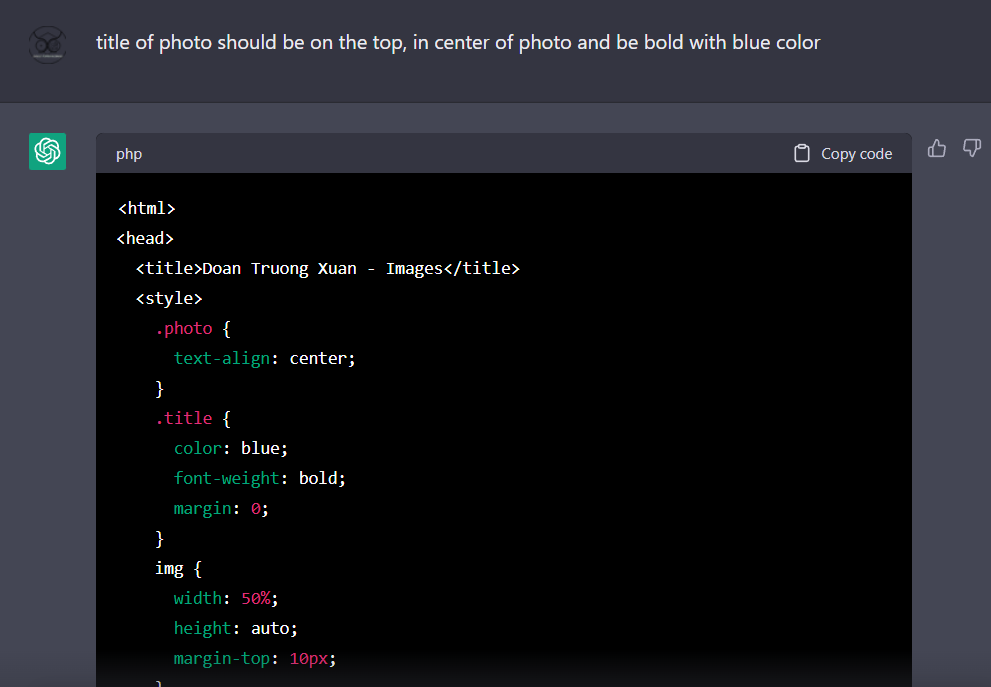 title of photo should be on the top, in center of photo and be bold with blue color
php
Copy code
<html>
<head>
<title>Doan Truong Xuan - Images</title>
<style>
.photo {
text-align: center;
}
.title {
color: blue;
font-weight: bold;
margin: 0;
}
img {
width: 50%;
height: auto;
margin-top: 10px;
}